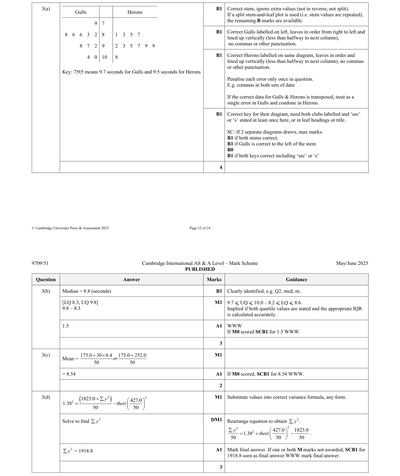 3(a)
Gulls Herons
9 7
8 6 6 3 2 8 1 3 5 7
8 7 2 9 2 3 5 7 9 9
4 0 10 8
Key: 7|9|5 means 9.7 seconds for Gulls and 9.5 seconds for Herons
B1 Correct stem, ignore extra values (not in reverse, not split)
If a split stem-and-leaf plot is used (i.e. stem values are repeated),
the remaining B marks are available.
B1 Correct Gulls labelled on left, leaves in order from right to left and
lined up vertically (less than halfway to next column),
no commas or other punctuation.
B1 Correct Herons labelled on same diagram, leaves in order and
lined up vertically (less than halfway to next column), no commas
or other punctuation.
Penalise each error only once in question.
E.g. commas in both sets of data
If the correct data for Gulls & Herons is transposed, treat as a
single error in Gulls and condone in Herons.
B1 Correct key for their diagram, need both clubs labelled and ‘sec’
or ‘s’ stated at least once here, or in leaf headings or title.
SC: If 2 separate diagrams drawn, max marks:
B1 if both stems correct,
B1 if Gulls is correct to the left of the stem
B0
B1 if both keys correct including ‘sec’ or ‘s’
4
© Cambridge University Press & Assessment 2025 Page 12 of 19
9709/51 Cambridge International AS & A Level – Mark Scheme May/June 2025
PUBLISHED
Question Answer Marks Guidance
3(b) Median = 8.8 (seconds) B1 Clearly identified, e.g. Q2, med, m..
[LQ 8.3, UQ 9.8] M1 9.7 ⩽ UQ ⩽ 10.0 – 8.2 ⩽ LQ ⩽ 8.6.
9.8 – 8.3 Implied if both quartile values are stated and the appropriate IQR
is calculated accurately.
1.5 A1 WWW
If M0 scored SCB1 for 1.5 WWW.
3
3(c) Mean = (175.0 + 30 × 8.4)/50 or (175.0 + 252.0)/50 M1
= 8.54 A1 If M0 scored, SCB1 for 8.54 WWW.
2
3(d) 1.38² = (1823.0 + ∑y²)/50 – their (427.0/50)² M1 Substitute values into correct variance formula, any form.
Solve to find ∑y² DM1 Rearrange equation to obtain ∑y².
∑y²/50 = 1.38² + their (427.0/50)² – 1823.0/50.
∑y² = 1918.8 A1 Mark final answer. If one or both M marks not awarded, SCB1 for
1918.8 seen as final answer WWW mark final answer.
3